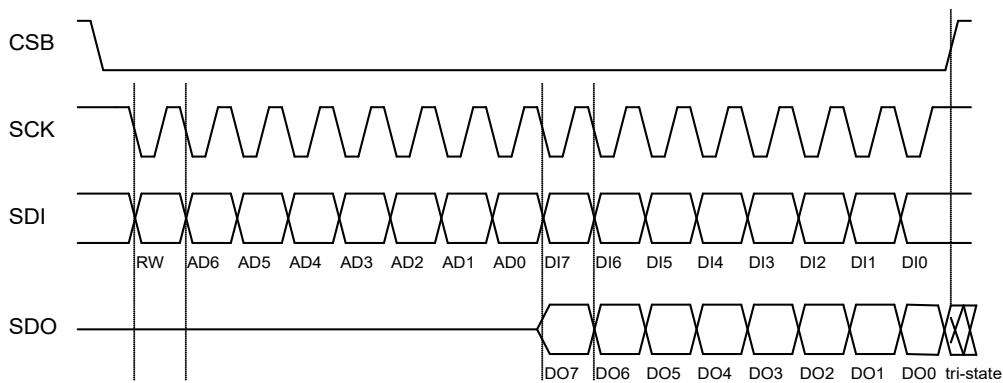 CSB
SCK
SDI
RW AD6 AD5 AD4 AD3 AD2 AD1 AD0 DI7 DI6 DI5 DI4 DI3 DI2 DI1 DI0
SDO
DO7 DO6 DO5 DO4 DO3 DO2 DO1 DO0 tri-state